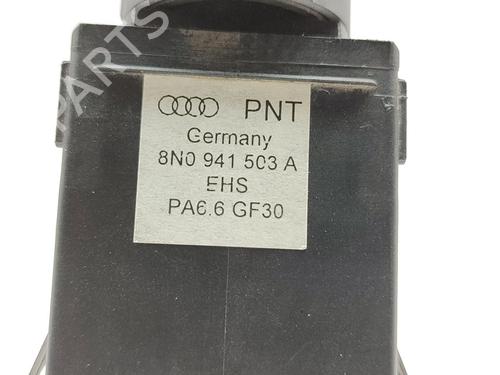 PNT
Germany
8N0 941 503 A
EHS
PA6.6 GF30
PARTS